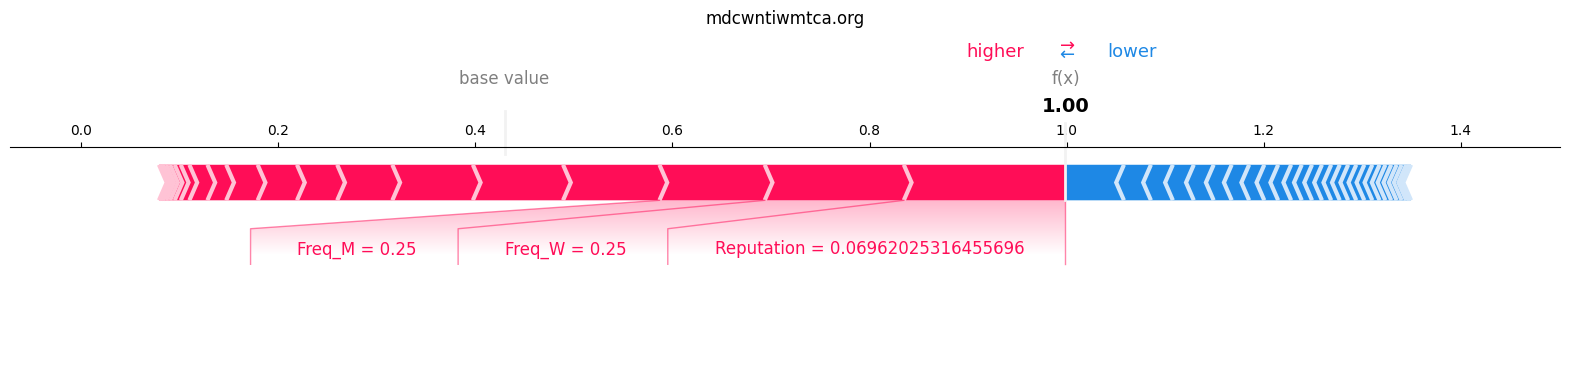 mdcwntiwmtca.org
higher ⇄ lower
base value f(x)
1.00
0.0 0.2 0.4 0.6 0.8 1.0 1.2 1.4
Freq_M = 0.25 Freq_W = 0.25 Reputation = 0.06962025316455696